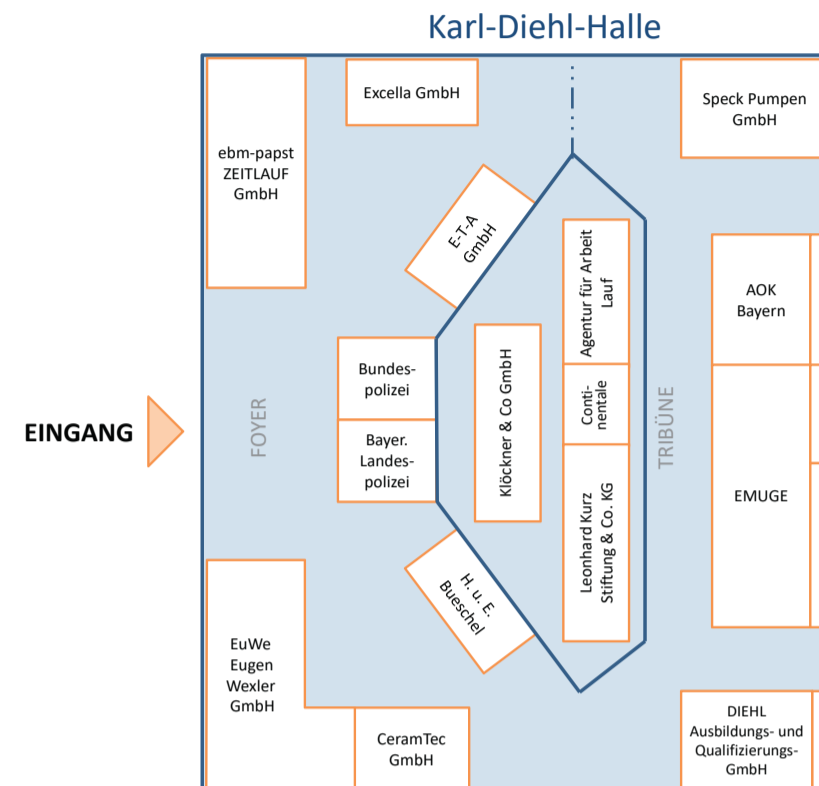 Karl-Diehl-Halle
Excella GmbH
Speck Pumpen
GmbH
ebm-papst
ZEITLAUF
GmbH
E-T-A
GmbH
Agentur für Arbeit
Lauf
AOK
Bayern
Bundes-
polizei
Klöckner & Co GmbH
Conti-
nentale
TRIBÜNE
EINGANG
FOYER
Bayer.
Landes-
polizei
Leonhard Kurz
Stiftung & Co. KG
EMUGE
H. u. E.
Bueschel
EuWe
Eugen
Wexler
GmbH
CeramTec
GmbH
DIEHL
Ausbildungs- und
Qualifizierungs-
GmbH